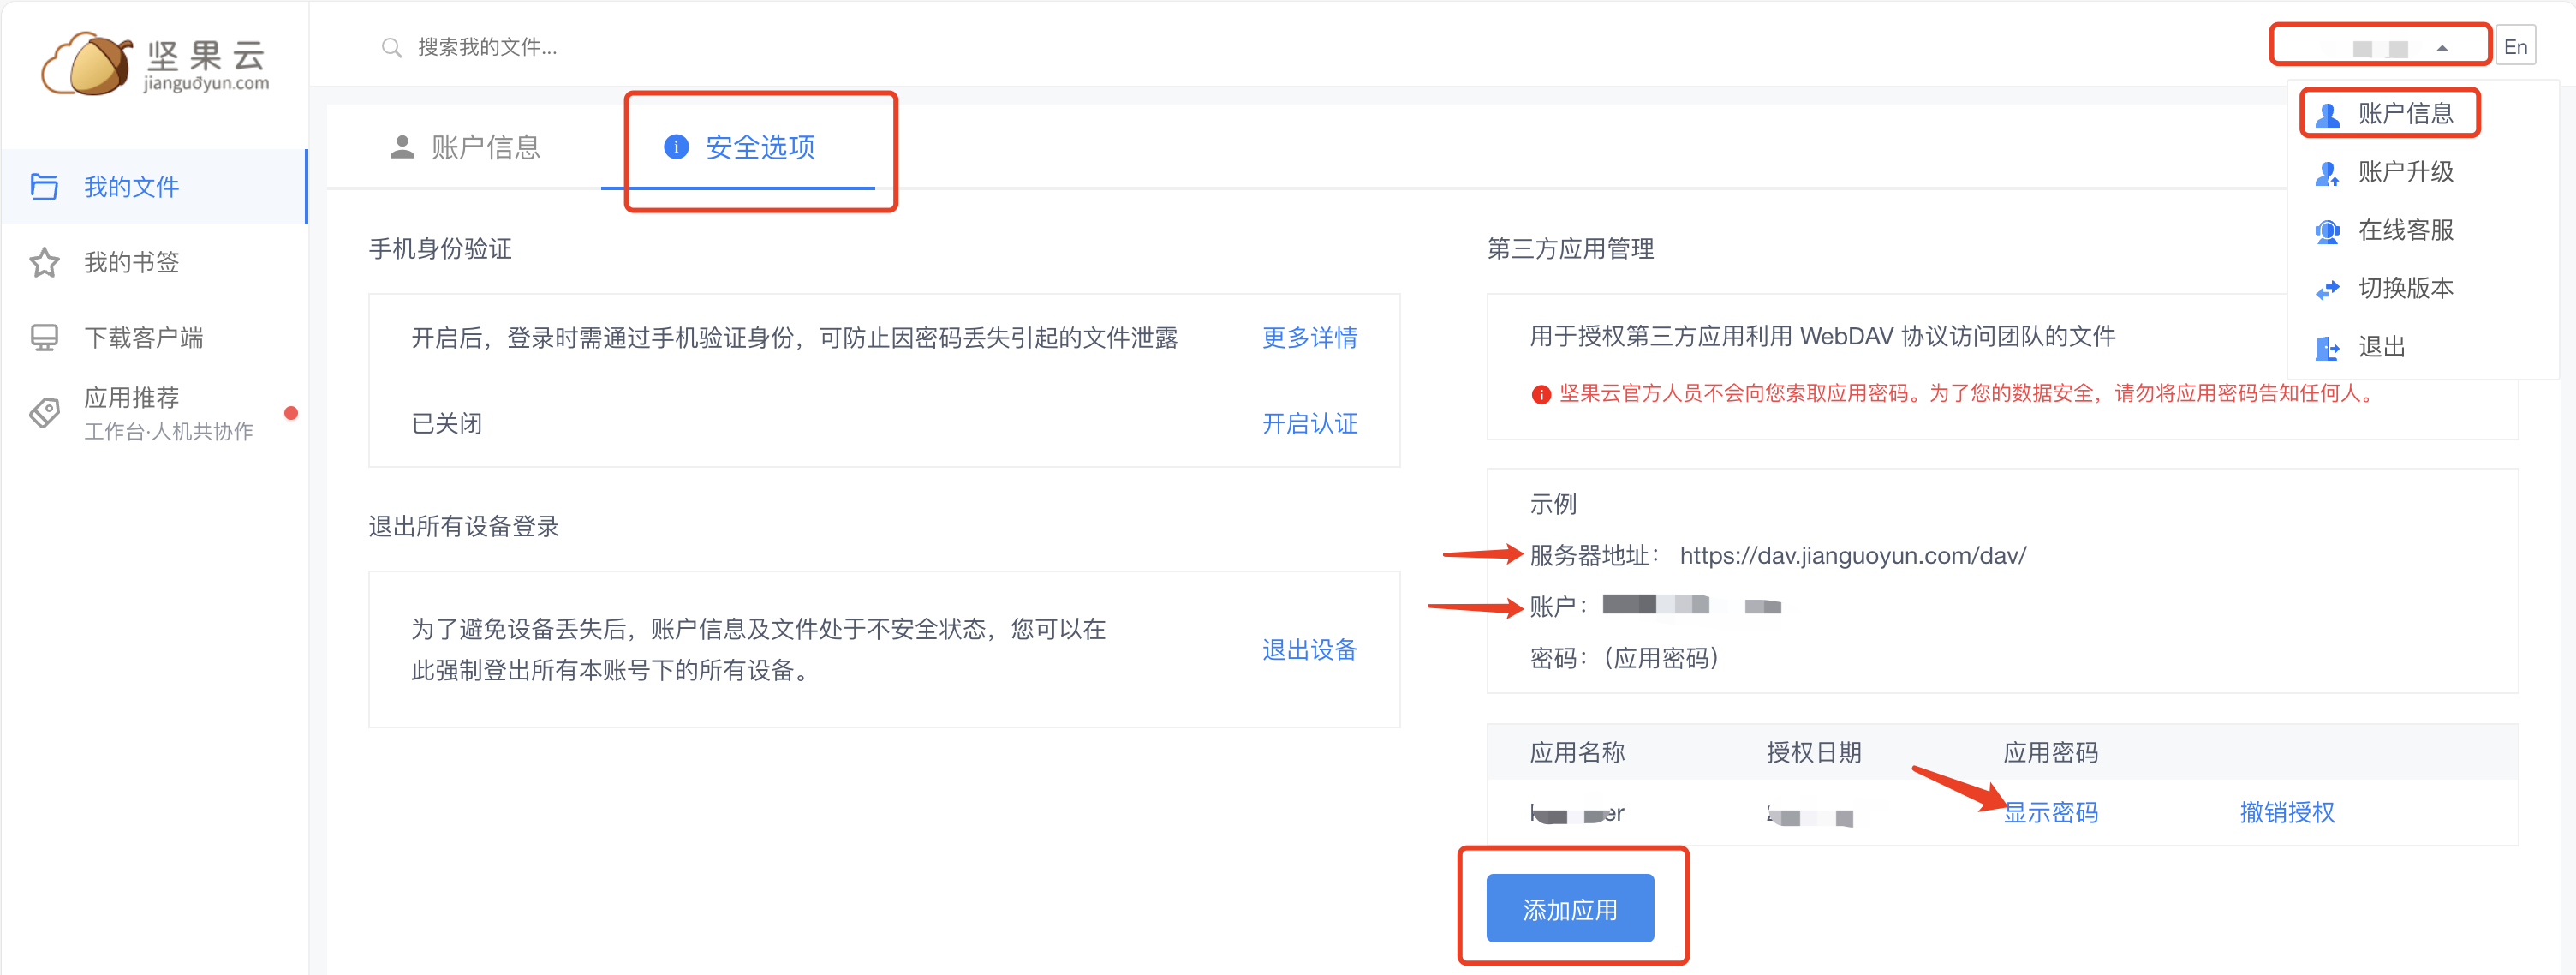 坚果云
jianguoyun.com
搜索我的文件...
En
我的文件
我的书签
下载客户端
应用推荐
工作台·人机共协作
账户信息
安全选项
账户信息
账户升级
在线客服
切换版本
退出
手机身份验证
开启后，登录时需通过手机验证身份，可防止因密码丢失引起的文件泄露
更多详情
已关闭
开启认证
退出所有设备登录
为了避免设备丢失后，账户信息及文件处于不安全状态，您可以在
此强制登出所有本账号下的所有设备。
退出设备
第三方应用管理
用于授权第三方应用利用 WebDAV 协议访问团队的文件
坚果云官方人员不会向您索取应用密码。为了您的数据安全，请勿将应用密码告知任何人。
示例
服务器地址： https://dav.jianguoyun.com/dav/
账户：
密码：（应用密码）
应用名称 授权日期 应用密码
显示密码 撤销授权
添加应用